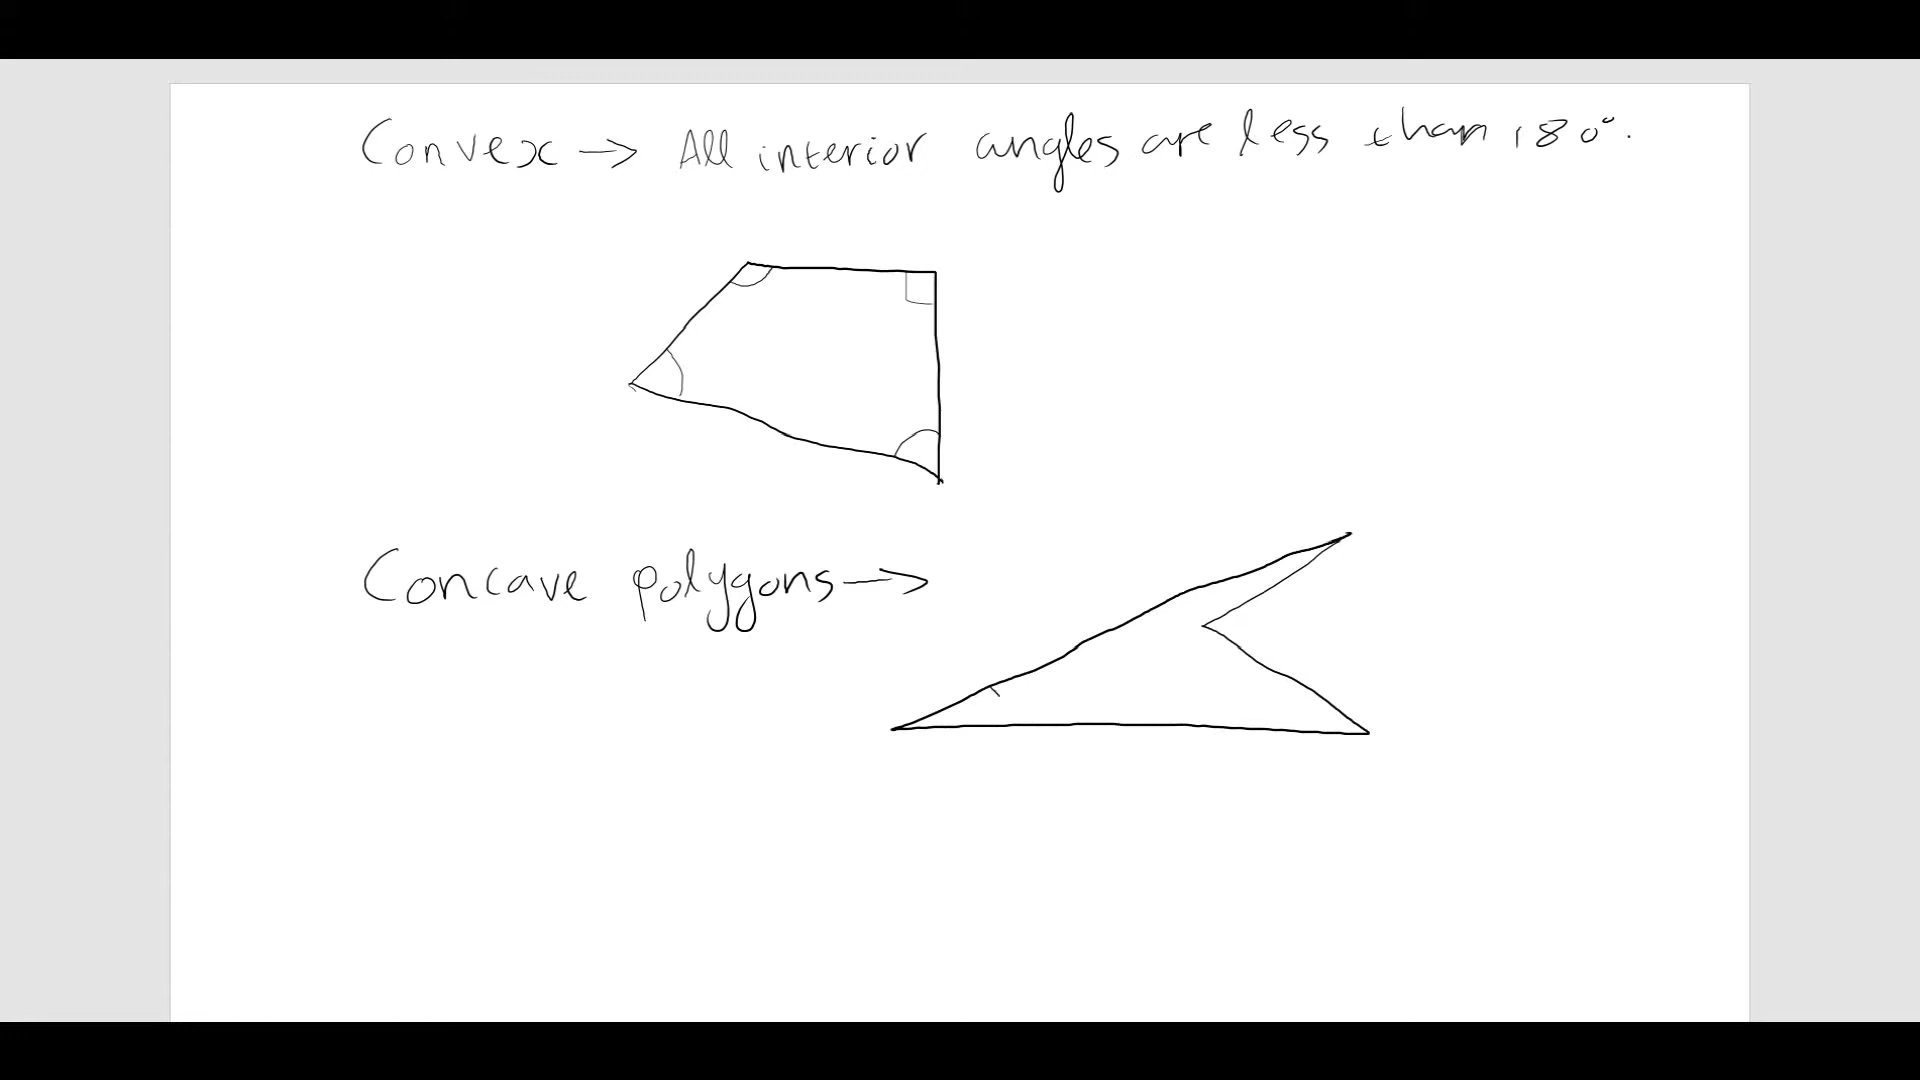 Convex → All interior angles are less than 180°.
Concave polygons →